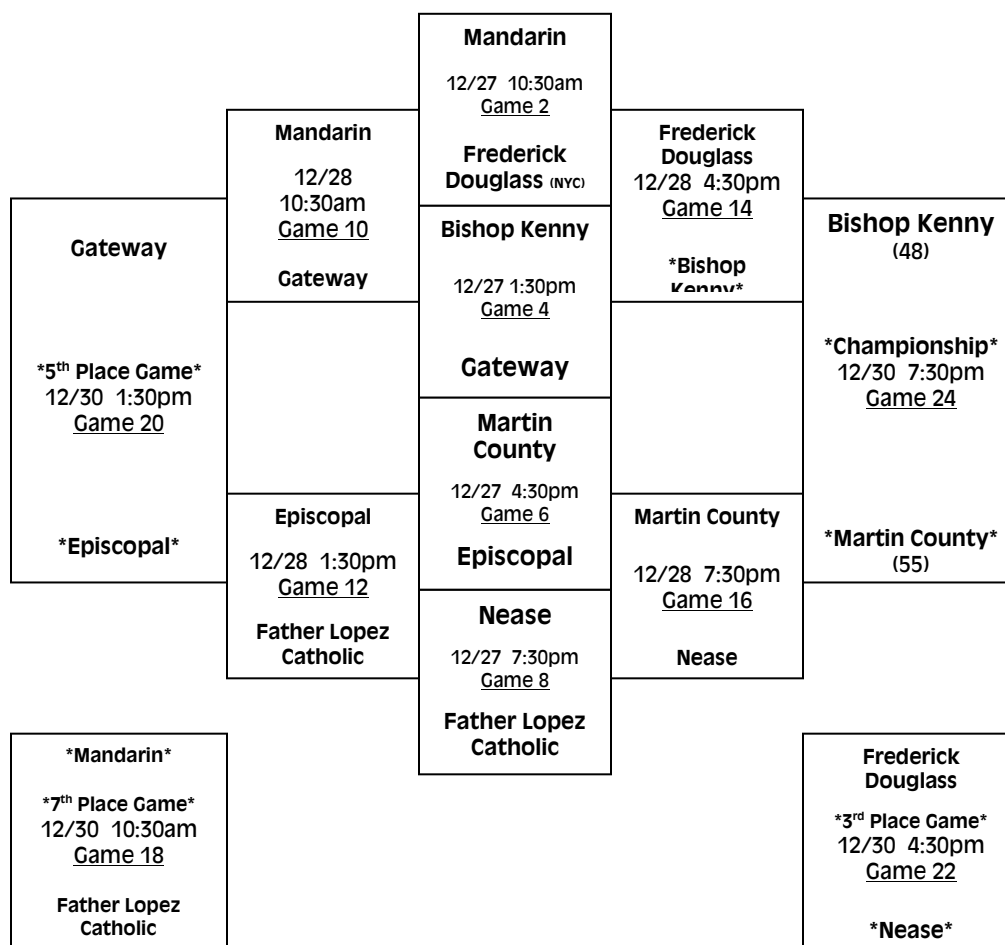 Mandarin
12/27 10:30am
Game 2
Frederick
Douglass (NYC)
Mandarin
12/28
10:30am
Game 10
Gateway
Frederick
Douglass
12/28 4:30pm
Game 14
*Bishop
Kenny*
Gateway
*5th Place Game*
12/30 1:30pm
Game 20
*Episcopal*
Bishop Kenny
12/27 1:30pm
Game 4
Gateway
Bishop Kenny
(48)
*Championship*
12/30 7:30pm
Game 24
*Martin County*
(55)
Martin
County
12/27 4:30pm
Game 6
Episcopal
Episcopal
12/28 1:30pm
Game 12
Father Lopez
Catholic
Martin County
12/28 7:30pm
Game 16
Nease
Nease
12/27 7:30pm
Game 8
Father Lopez
Catholic
*Mandarin*
*7th Place Game*
12/30 10:30am
Game 18
Father Lopez
Catholic
Frederick
Douglass
*3rd Place Game*
12/30 4:30pm
Game 22
*Nease*